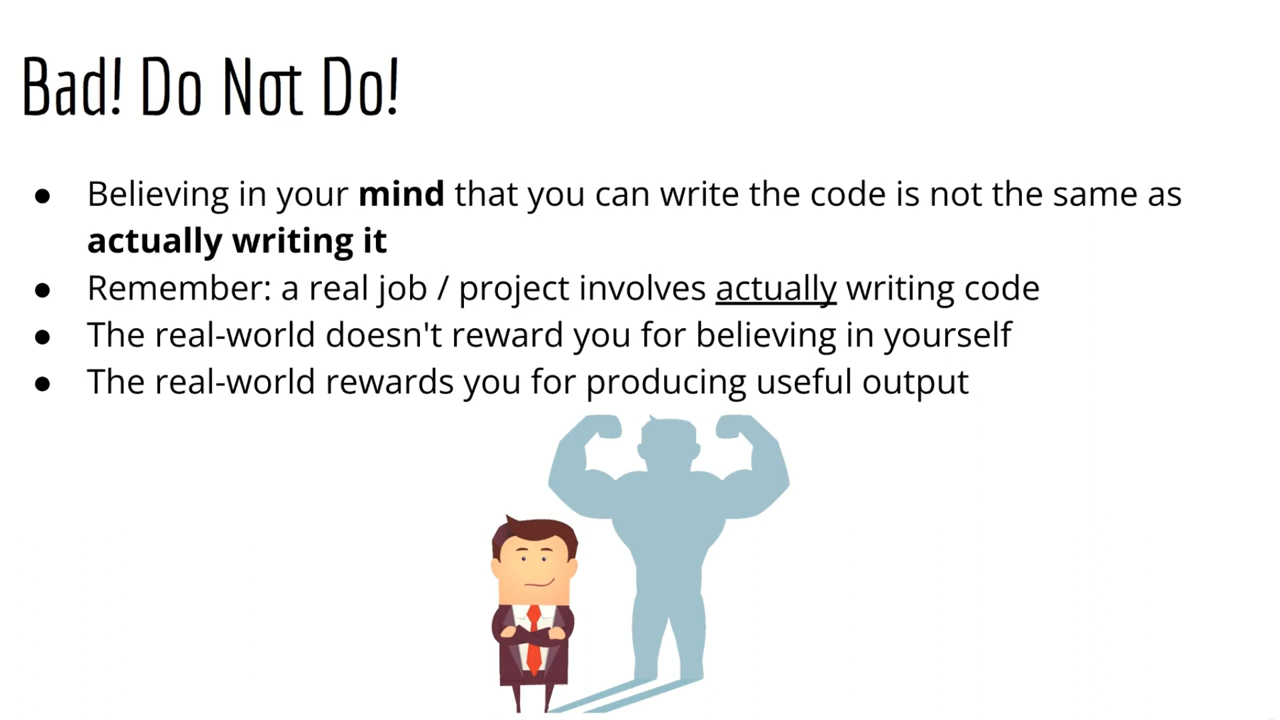 Bad! Do Not Do!
● Believing in your mind that you can write the code is not the same as
actually writing it
● Remember: a real job / project involves actually writing code
● The real-world doesn't reward you for believing in yourself
● The real-world rewards you for producing useful output